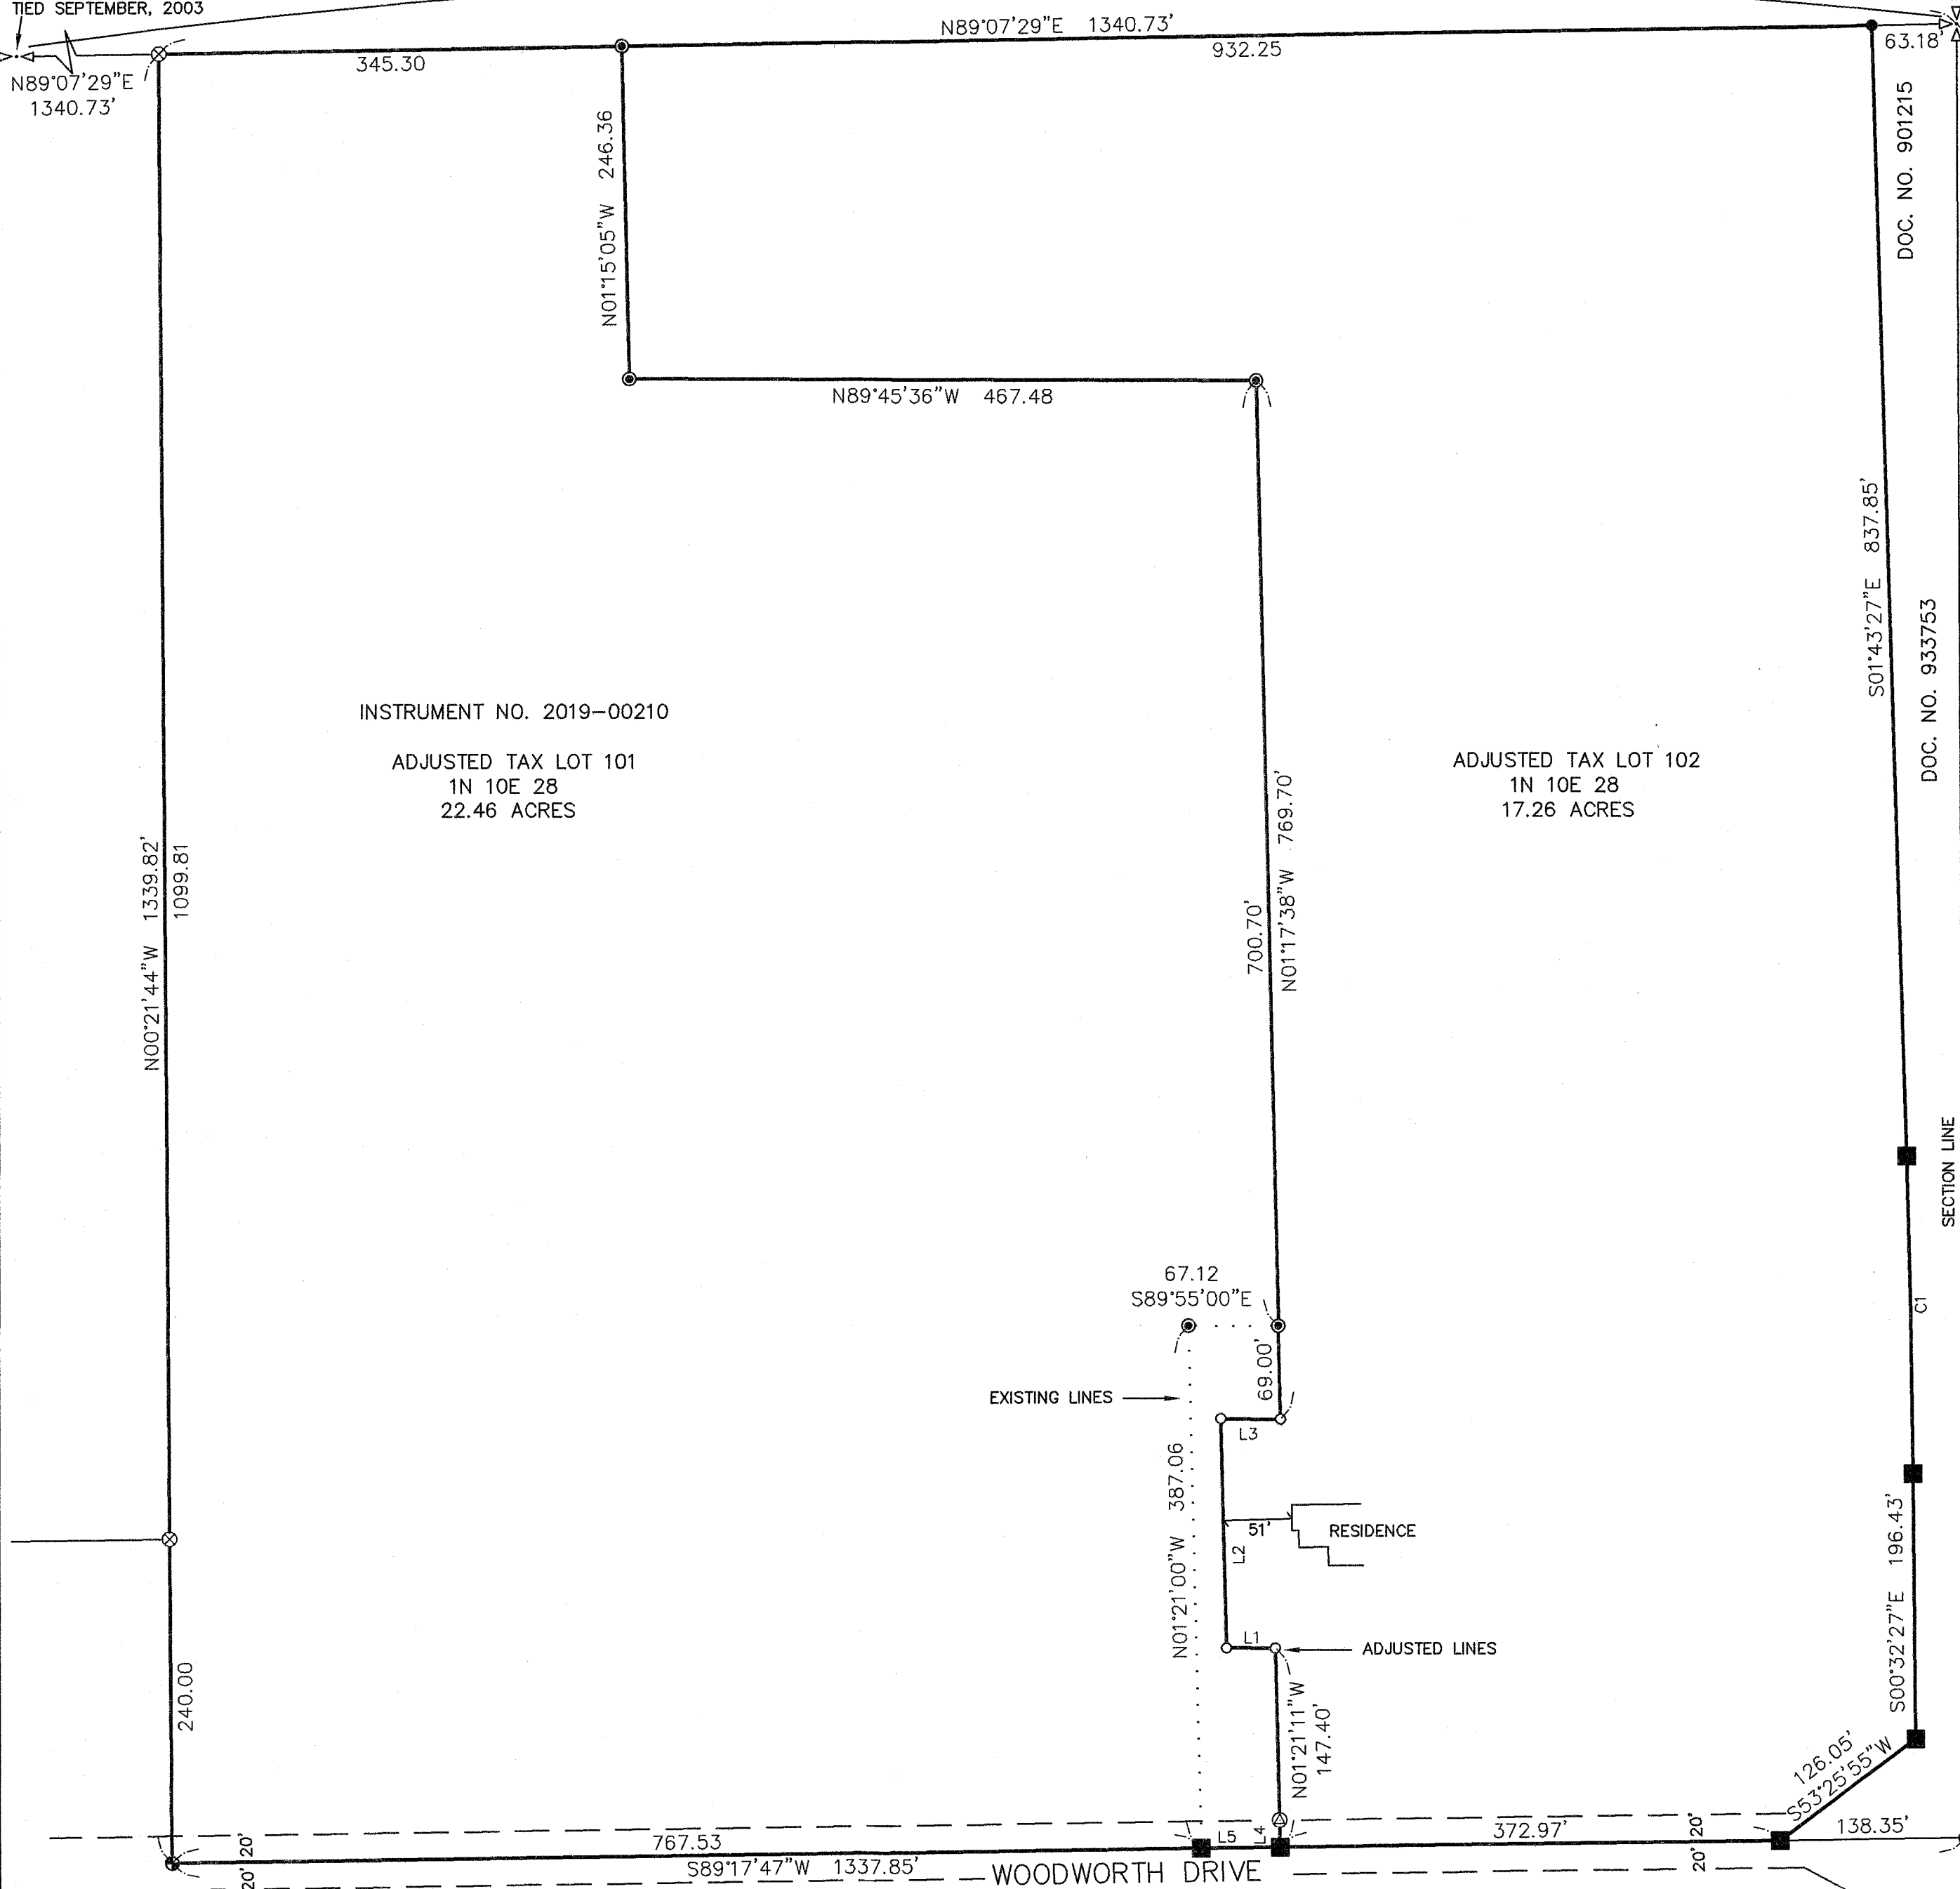 TIED SEPTEMBER, 2003
N89°07'29"E 1340.73'
345.30
932.25
63.18'
N89°07'29"E
1340.73'
DOC. NO. 901215
N01°15'05"W 246.36
N89°45'36"W 467.48
S01°43'27"E 837.85'
DOC. NO. 933753
INSTRUMENT NO. 2019-00210
ADJUSTED TAX LOT 101
1N 10E 28
22.46 ACRES
ADJUSTED TAX LOT 102
1N 10E 28
17.26 ACRES
N00°21'44"W 1339.82'
1099.81
700.70'
N01°17'38"W 769.70'
SECTION LINE
C1
67.12
S89°55'00"E
69.00'
EXISTING LINES
L3
N01°21'00"W 387.06
51'
RESIDENCE
L2
S00°32'27"E 196.43'
L1
ADJUSTED LINES
240.00
N01°21'11"W
147.40'
126.05'
S53°25'55"W
20'
20'
767.53
L5
L4
372.97'
20'
20'
138.35'
S89°17'47"W 1337.85'
WOODWORTH DRIVE